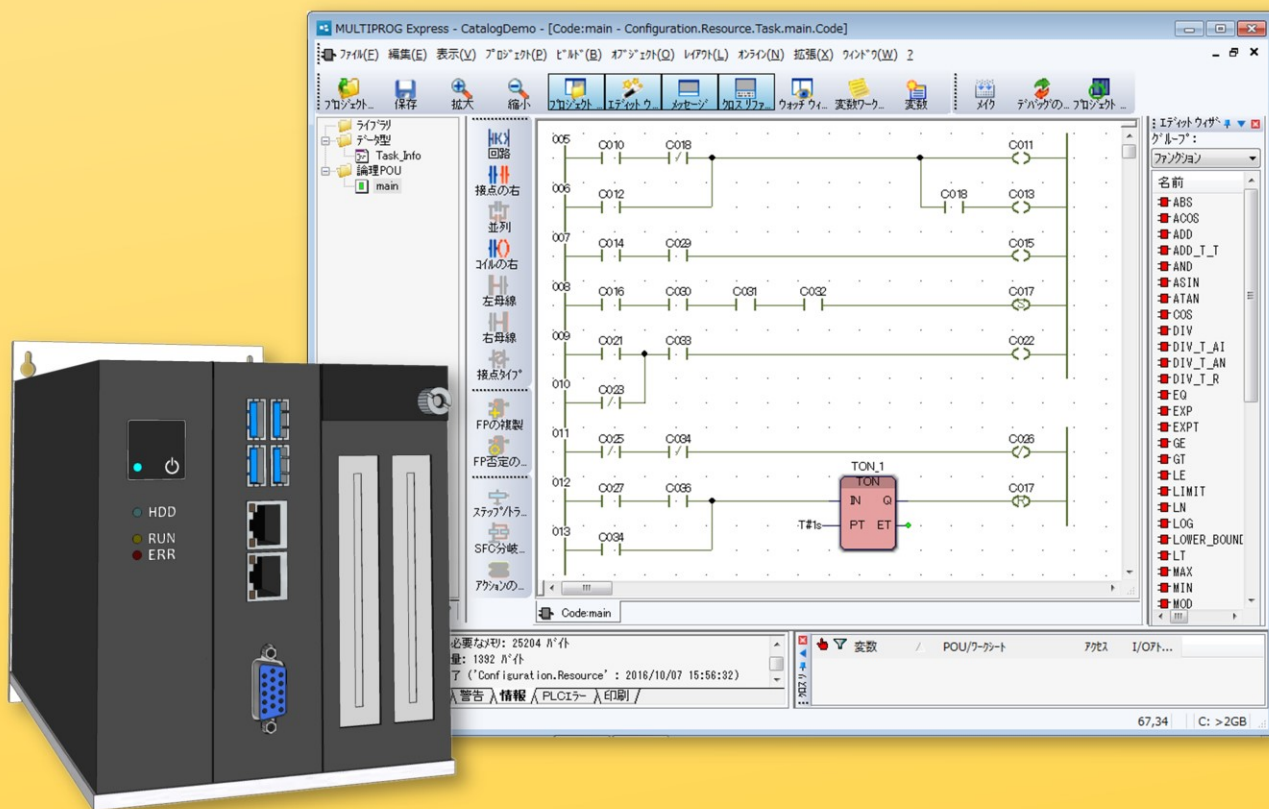 MULTIPROG Express - CatalogDemo - [Code:main - Configuration.Resource.Task.main.Code]
ファイル(F) 編集(E) 表示(V) プロジェクト(P) ビルド(B) オブジェクト(O) レイアウト(L) オンライン(N) 拡張(X) ウィンドウ(W) ?
プロジェクト... 保存 拡大 縮小 プロジェクト ... エディット ウ... メッセージ クロス リファ... ウォッチ ウィ... 変数ワーク... 変数 メイク デバッグの... プロジェクト ...
ライブラリ
データ型
Task_Info
論理POU
main
回路
接点の右
並列
コイルの右
左母線
右母線
接点タイプ
FPの複製
FP否定の...
ステップ/トラ...
SFC分岐...
アクションの...
005 C010 C018 C011
006 C012 C018 C013
007 C014 C029 C015
008 C016 C030 C031 C032 C017
S
009 C021 C033 C022
010 C023
011 C025 C034 C026
TON_1
012 C027 C036 TON C017
IN Q R
T#1s PT ET
013 C034
Code:main
エディット ウィザ
グループ :
ファンクション
名前
ABS
ACOS
ADD
ADD_T_T
AND
ASIN
ATAN
COS
DIV
DIV_T_AI
DIV_T_AN
DIV_T_R
EQ
EXP
EXPT
GE
GT
LE
LIMIT
LN
LOG
LOWER_BOUND
LT
MAX
MIN
MOD
必要なメモリ: 25204 バイト
量: 1392 バイト
了 ('Configuration.Resource' : 2016/10/07 15:56:32)
警告 情報 PLCエラー 印刷
クロス リ...
変数 POU/ワークシート アクセス I/Oアト...
67,34 C: >2GB
HDD
RUN
ERR